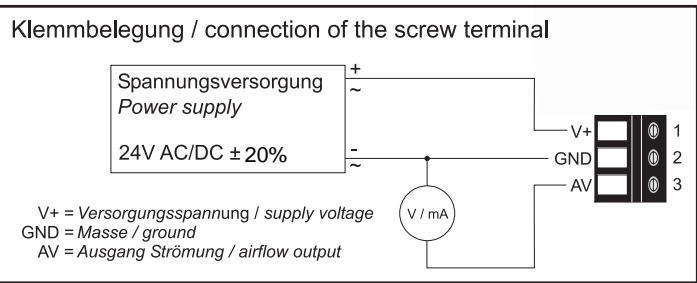 Klemmbelegung / connection of the screw terminal
Spannungsversorgung
Power supply
24V AC/DC ± 20%
+
~
-
~
V+ 1
GND 2
AV 3
V / mA
V+ = Versorgungsspannung / supply voltage
GND = Masse / ground
AV = Ausgang Strömung / airflow output